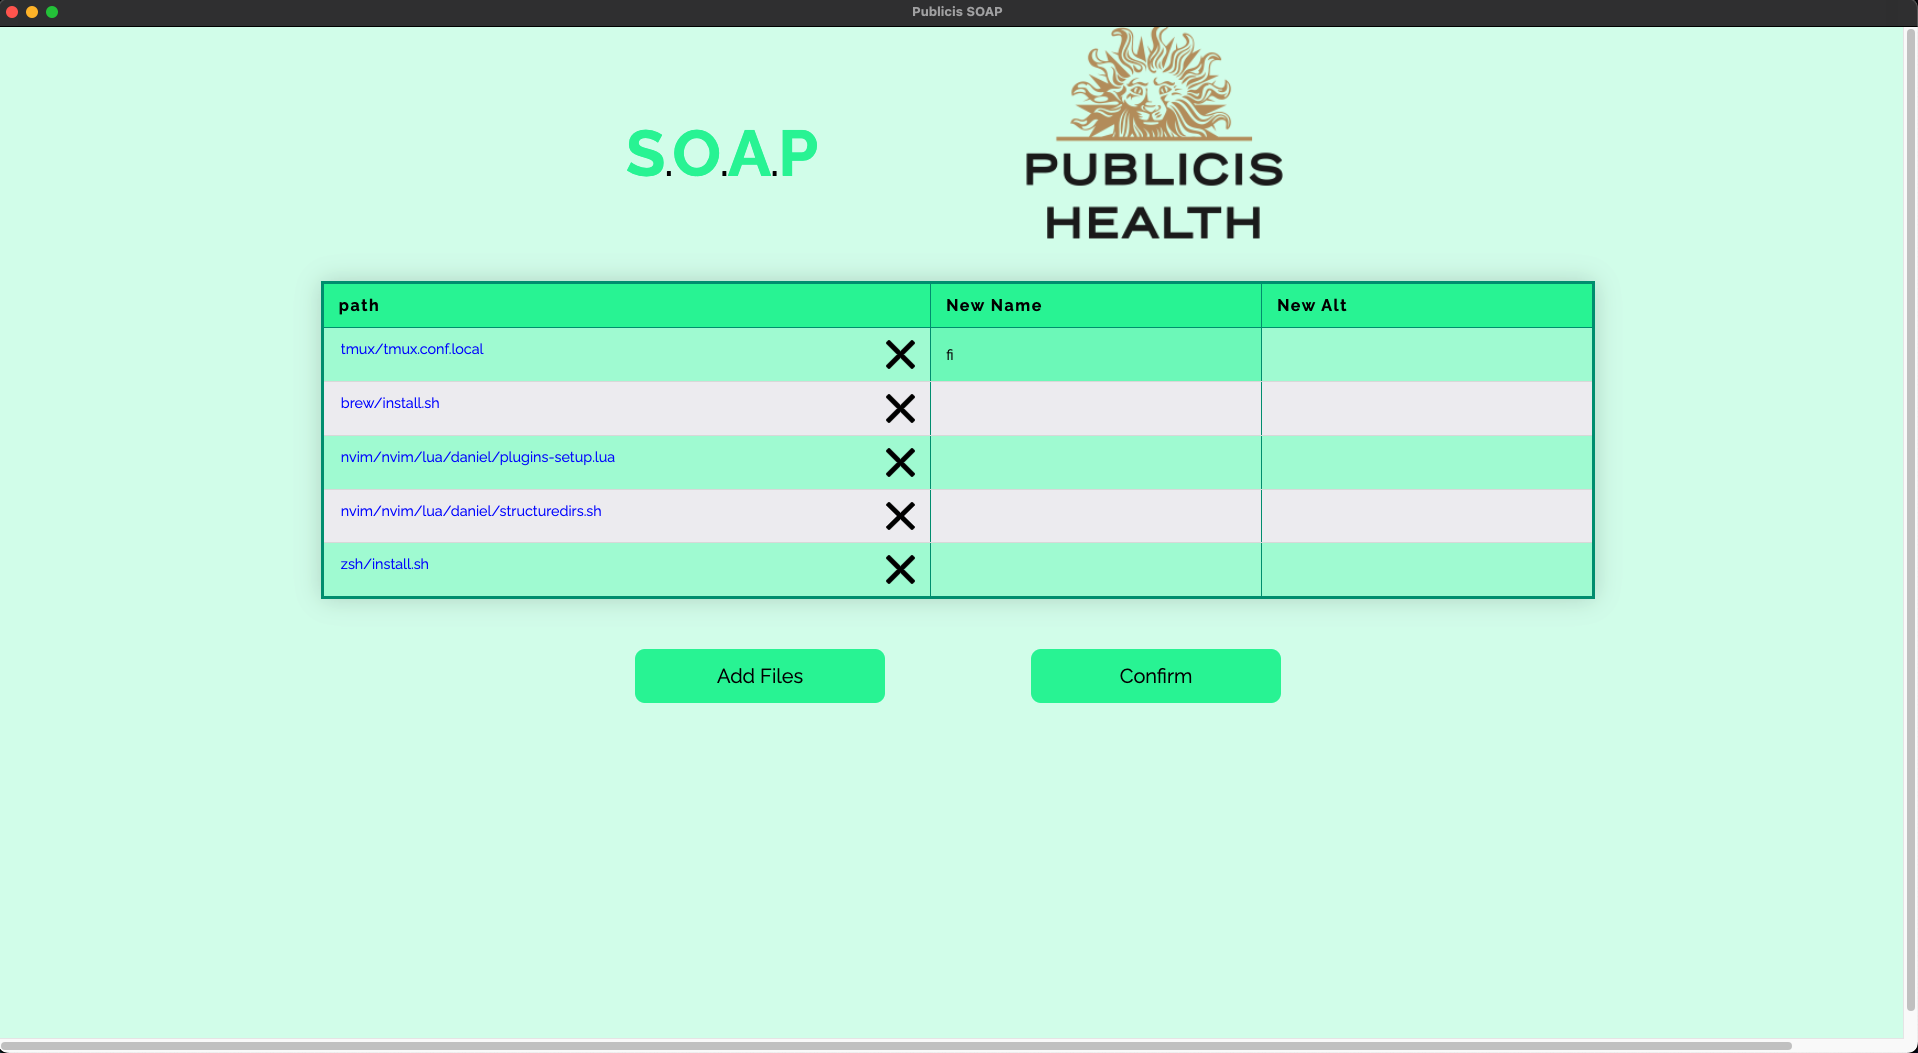 Publicis SOAP
S.O.A.P
PUBLICIS
HEALTH
path New Name New Alt
tmux/tmux.conf.local fi
brew/install.sh
nvim/nvim/lua/daniel/plugins-setup.lua
nvim/nvim/lua/daniel/structuredirs.sh
zsh/install.sh
Add Files Confirm